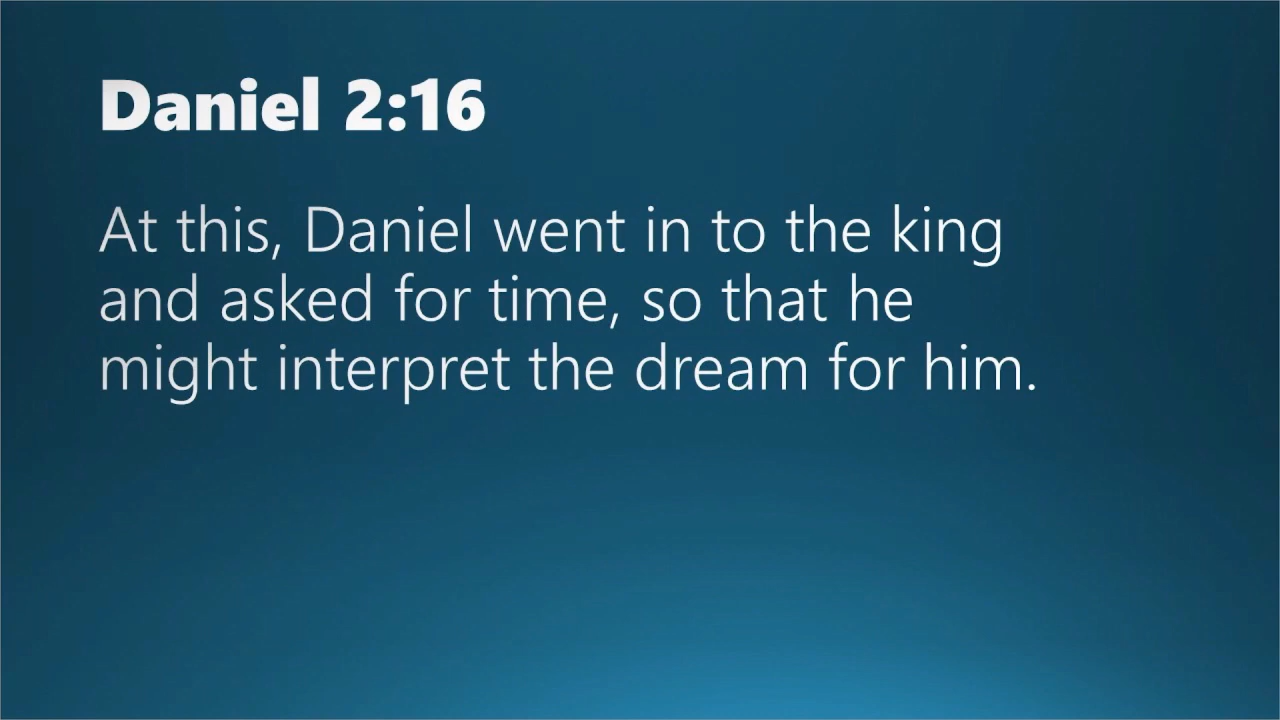 Daniel 2:16
At this, Daniel went in to the king
and asked for time, so that he
might interpret the dream for him.